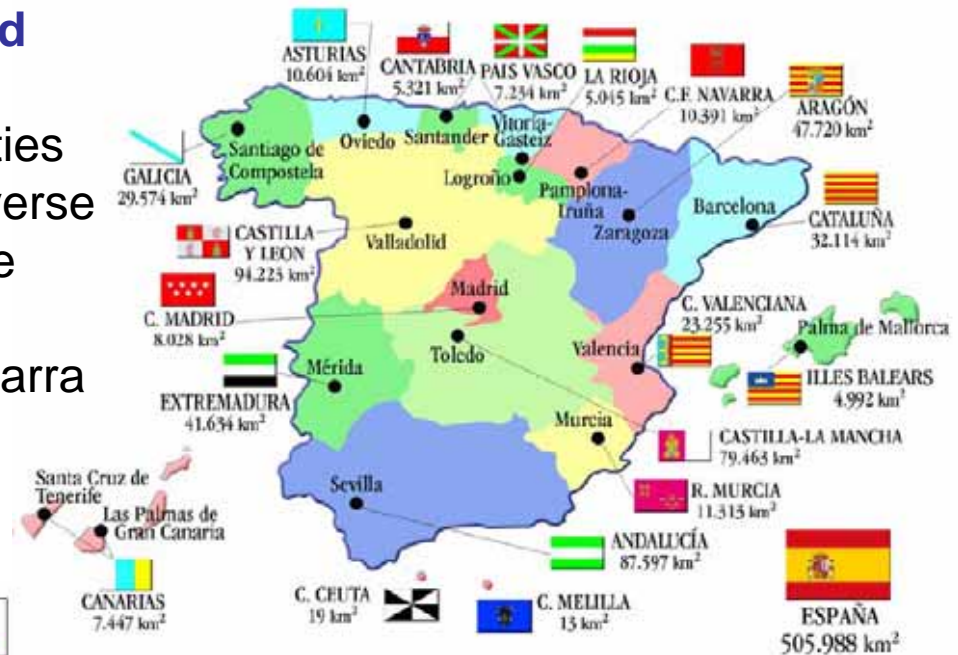 d
ties
verse
e
arra
ASTURIAS
10.604 km²
CANTABRIA
5.321 km²
PAIS VASCO
7.234 km²
LA RIOJA
5.045 km²
C.F. NAVARRA
10.391 km²
ARAGÓN
47.720 km²
GALICIA
29.574 km²
Santiago de
Compostela
Oviedo
Santander
Vitoria-
Gasteiz
Logroño
Pamplona-
Iruña
Zaragoza
Barcelona
CATALUÑA
32.114 km²
CASTILLA
Y LEON
94.223 km²
Valladolid
C. MADRID
8.028 km²
Madrid
Toledo
C. VALENCIANA
23.255 km²
Valencia
Palma de Mallorca
ILLES BALEARS
4.992 km²
Mérida
EXTREMADURA
41.634 km²
Murcia
CASTILLA-LA MANCHA
79.463 km²
R. MURCIA
11.313 km²
Sevilla
ANDALUCÍA
87.597 km²
Santa Cruz de
Tenerife
Las Palmas de
Gran Canaria
CANARIAS
7.447 km²
C. CEUTA
19 km²
C. MELILLA
13 km²
ESPAÑA
505.988 km²